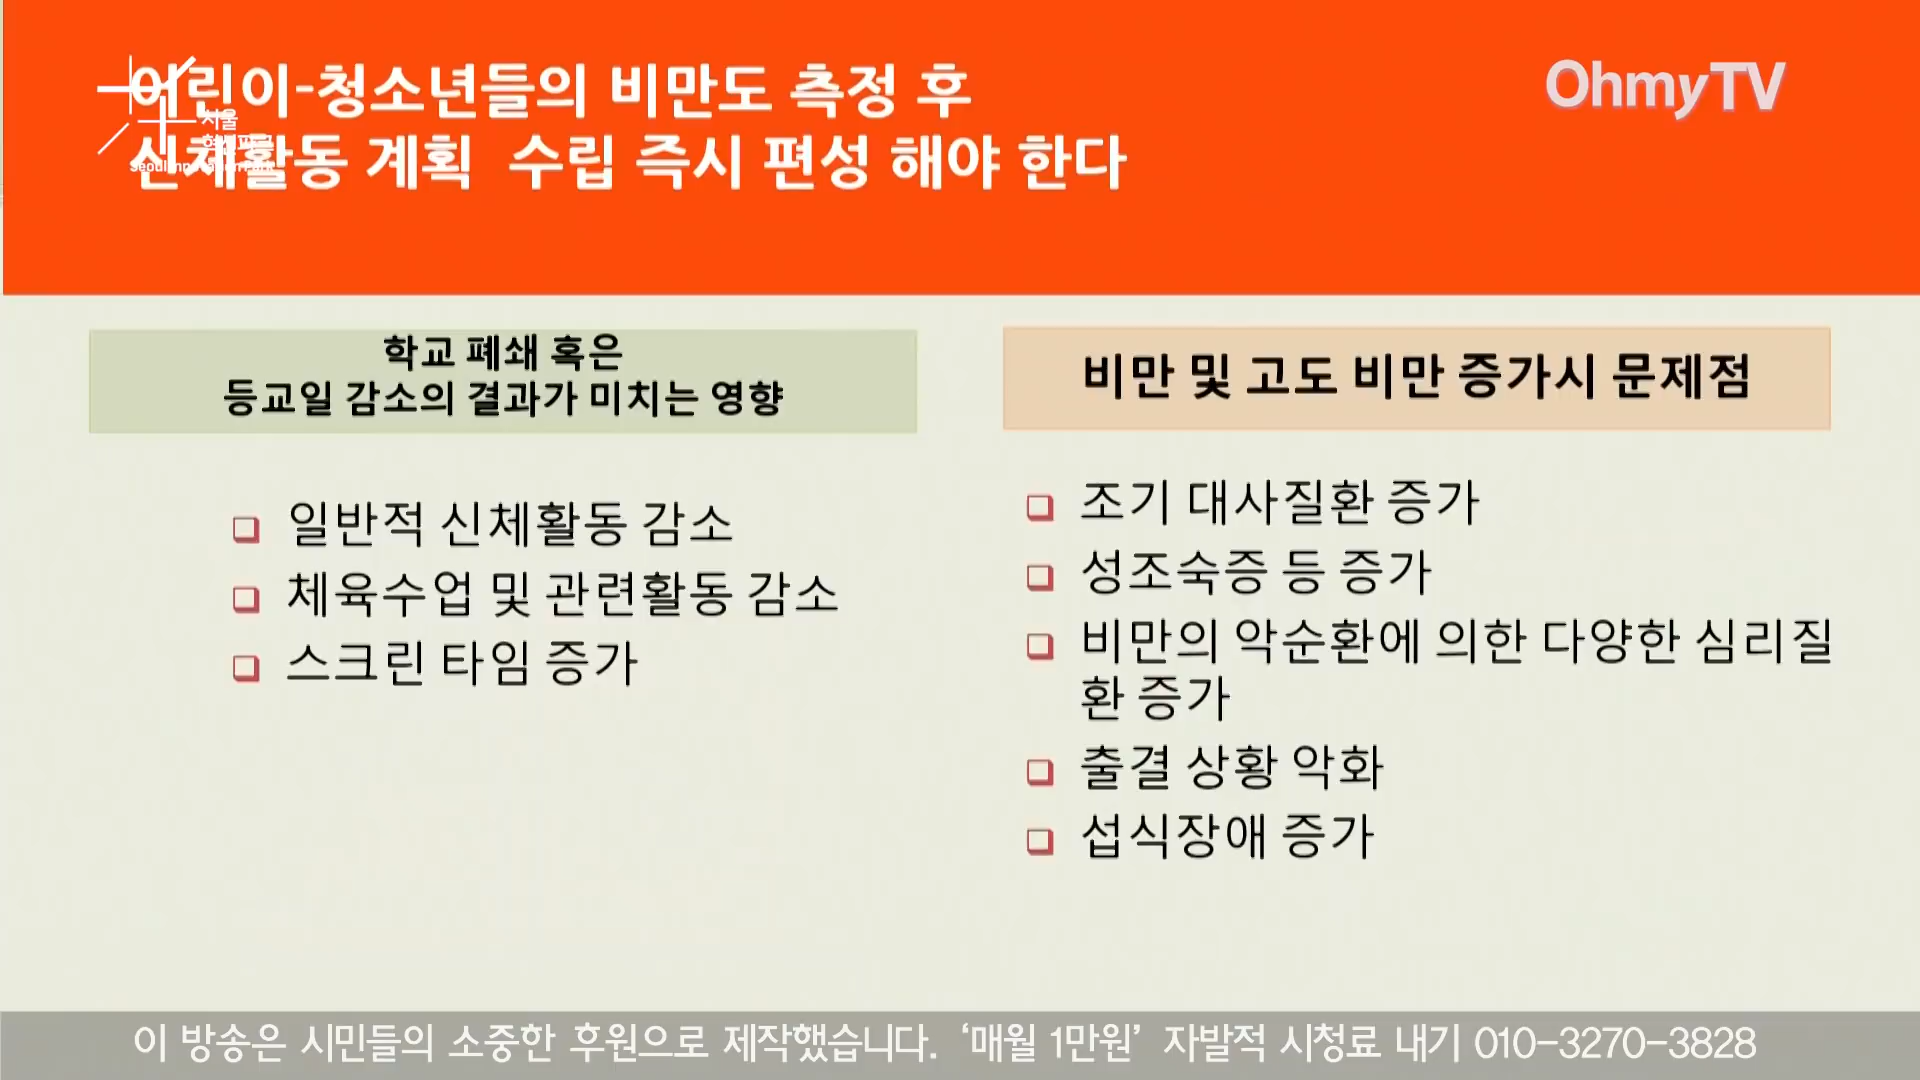 어린이-청소년들의 비만도 측정 후
신체활동 계획 수립 즉시 편성 해야 한다
서울
혁신파크
OhmyTV
학교 폐쇄 혹은
등교일 감소의 결과가 미치는 영향
일반적 신체활동 감소
체육수업 및 관련활동 감소
스크린 타임 증가
비만 및 고도 비만 증가시 문제점
조기 대사질환 증가
성조숙증 등 증가
비만의 악순환에 의한 다양한 심리질
환 증가
출결 상황 악화
섭식장애 증가
이 방송은 시민들의 소중한 후원으로 제작했습니다. ‘매월 1만원’ 자발적 시청료 내기 010-3270-3828